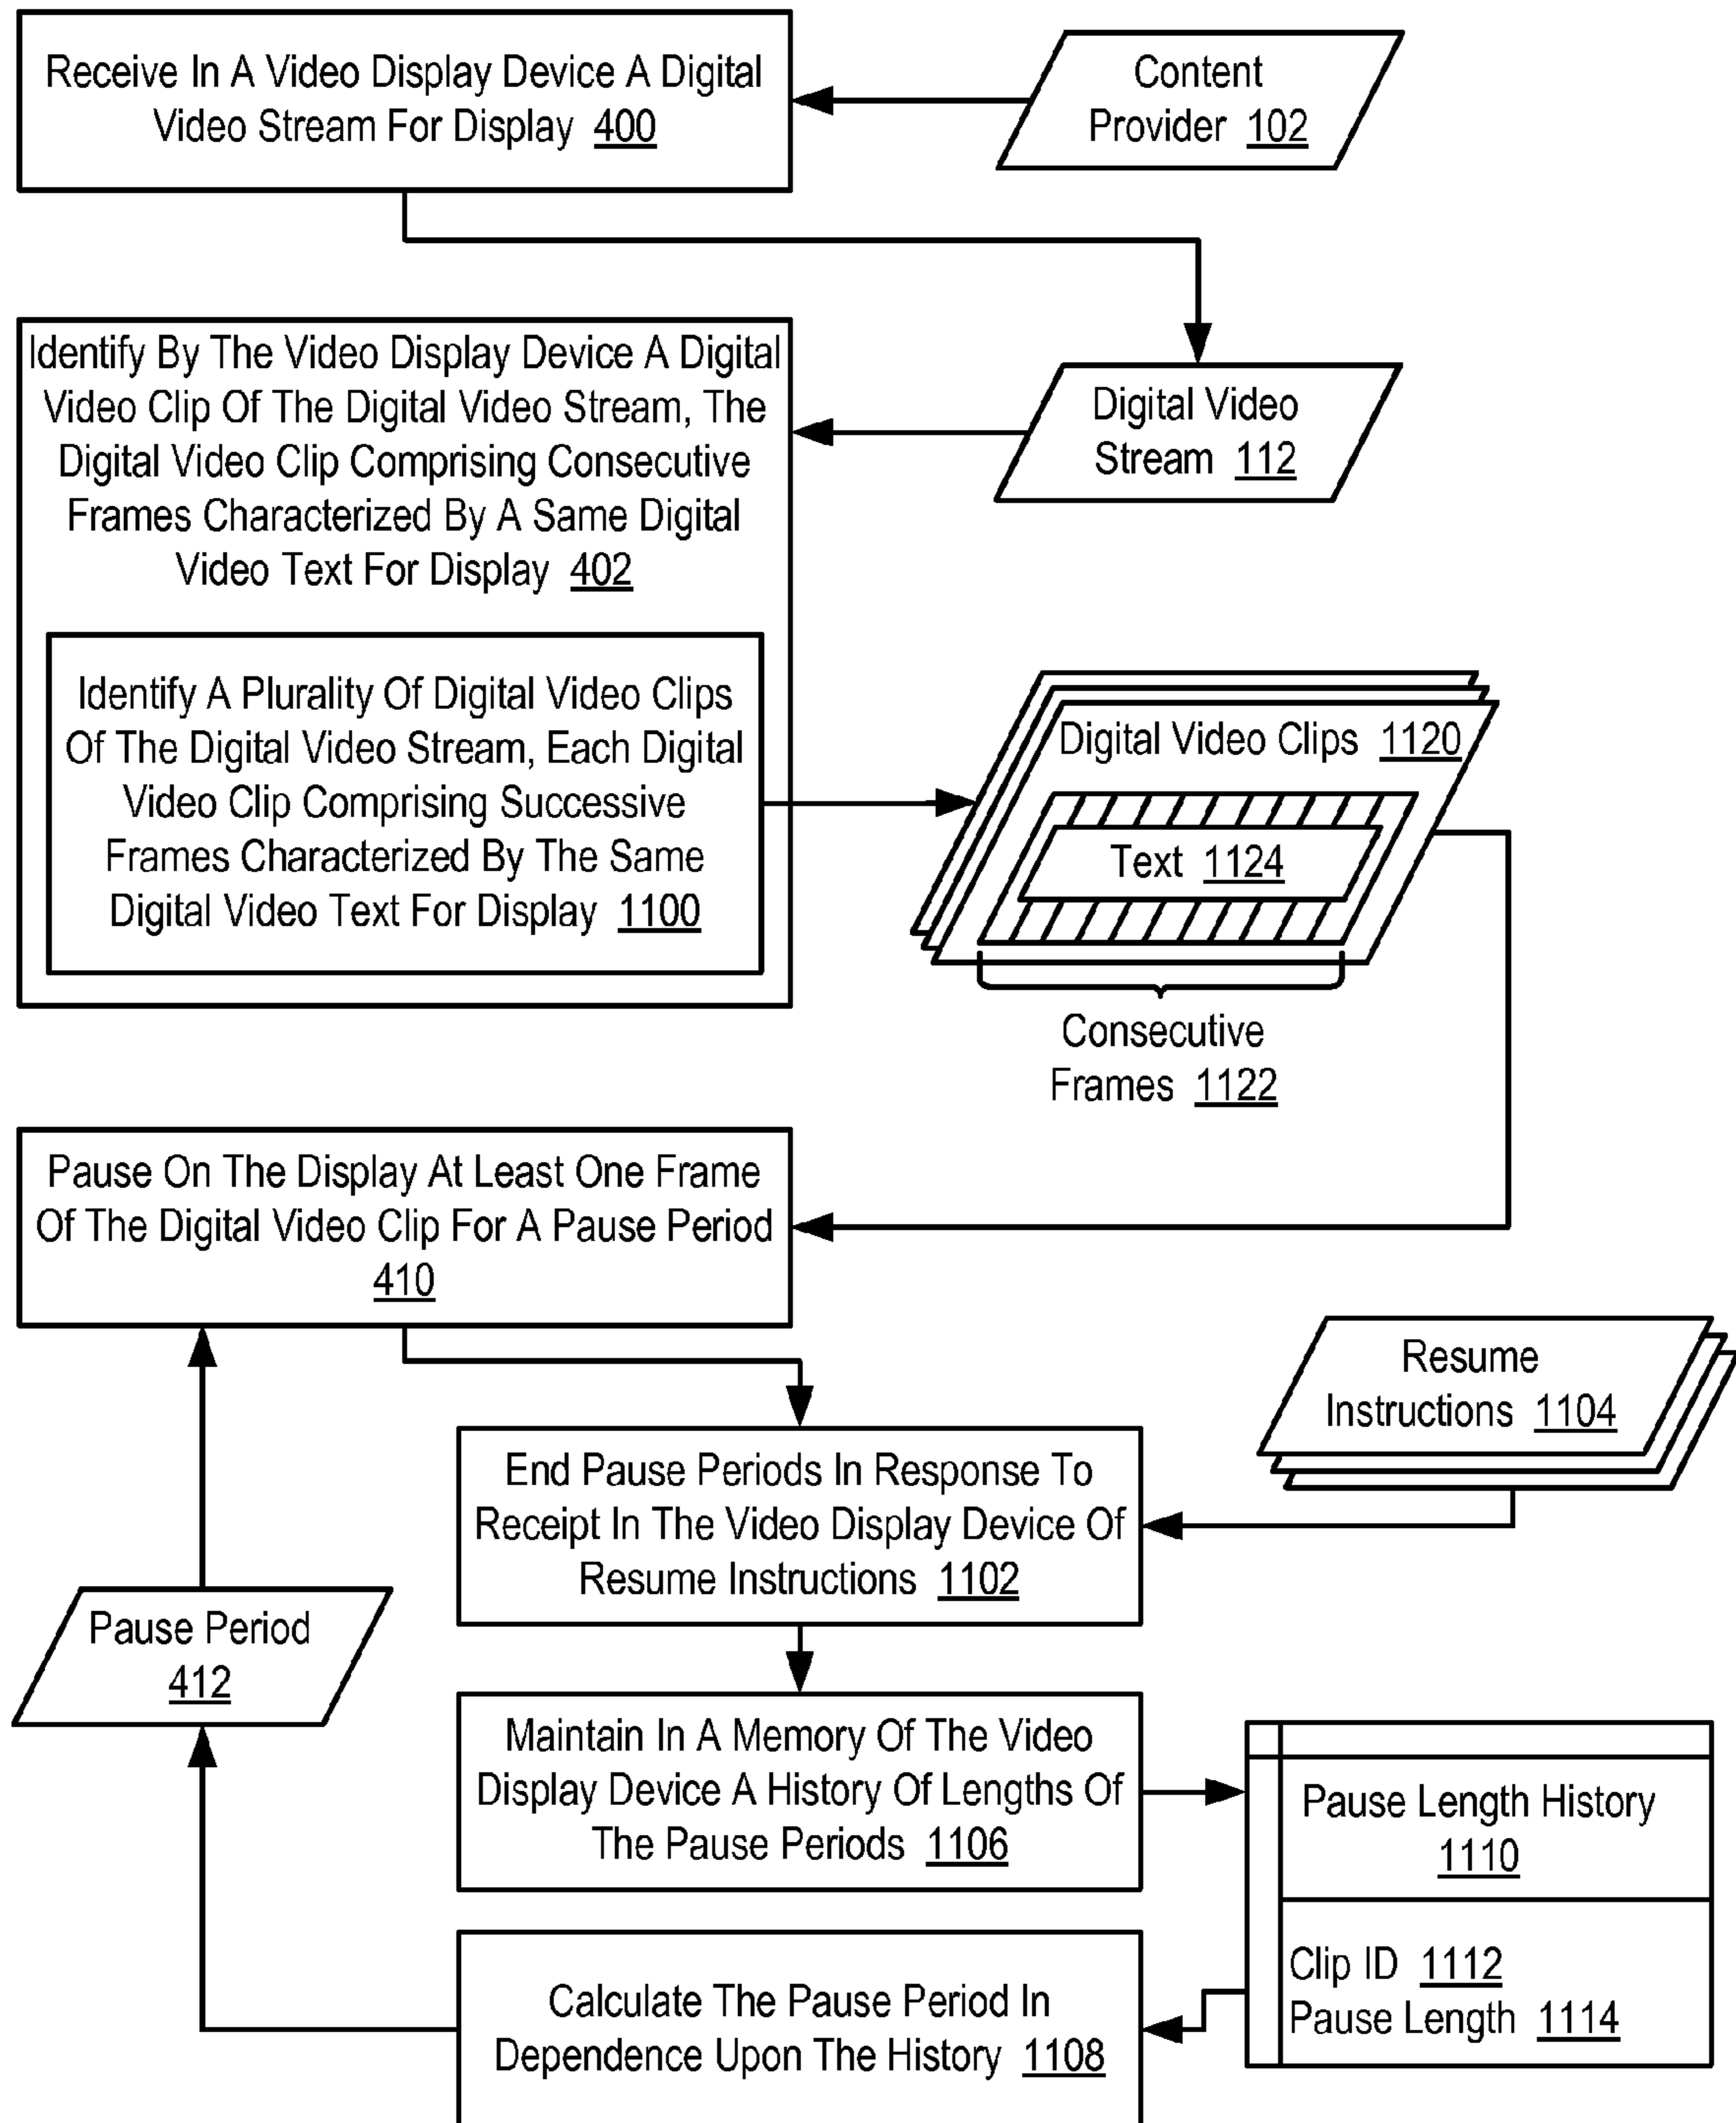 Receive In A Video Display Device A Digital
Video Stream For Display 400
Content
Provider 102
Identify By The Video Display Device A Digital
Video Clip Of The Digital Video Stream, The
Digital Video Clip Comprising Consecutive
Frames Characterized By A Same Digital
Video Text For Display 402
Digital Video
Stream 112
Identify A Plurality Of Digital Video Clips
Of The Digital Video Stream, Each Digital
Video Clip Comprising Successive
Frames Characterized By The Same
Digital Video Text For Display 1100
Digital Video Clips 1120
Text 1124
Consecutive
Frames 1122
Pause On The Display At Least One Frame
Of The Digital Video Clip For A Pause Period
410
Resume
Instructions 1104
End Pause Periods In Response To
Receipt In The Video Display Device Of
Resume Instructions 1102
Pause Period
412
Maintain In A Memory Of The Video
Display Device A History Of Lengths Of
The Pause Periods 1106
Pause Length History
1110
Clip ID 1112
Pause Length 1114
Calculate The Pause Period In
Dependence Upon The History 1108